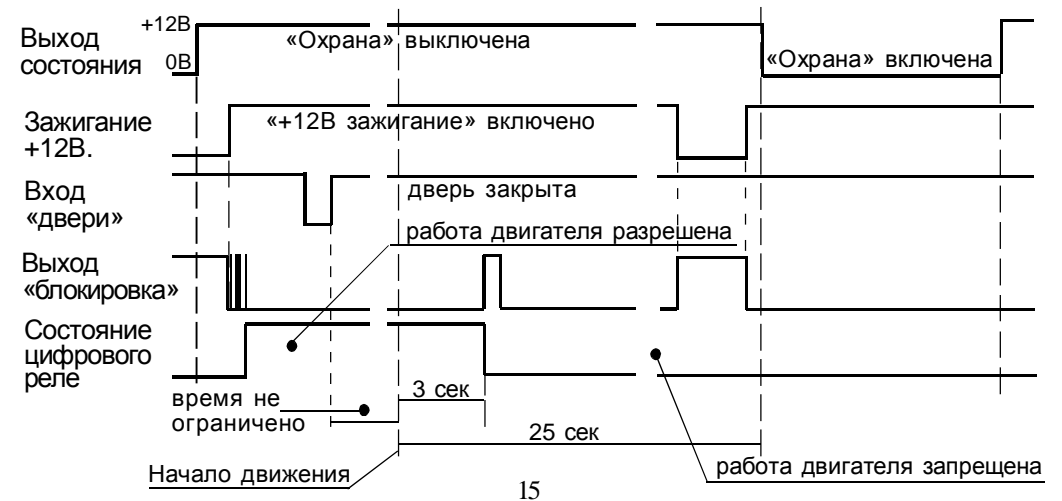 Выход
состояния
+12В
0В
«Охрана» выключена
«Охрана» включена
Зажигание
+12В.
«+12В зажигание» включено
Вход
«двери»
дверь закрыта
работа двигателя разрешена
Выход
«блокировка»
Состояние
цифрового
реле
время не
ограничено
3 сек
25 сек
Начало движения
работа двигателя запрещена
15